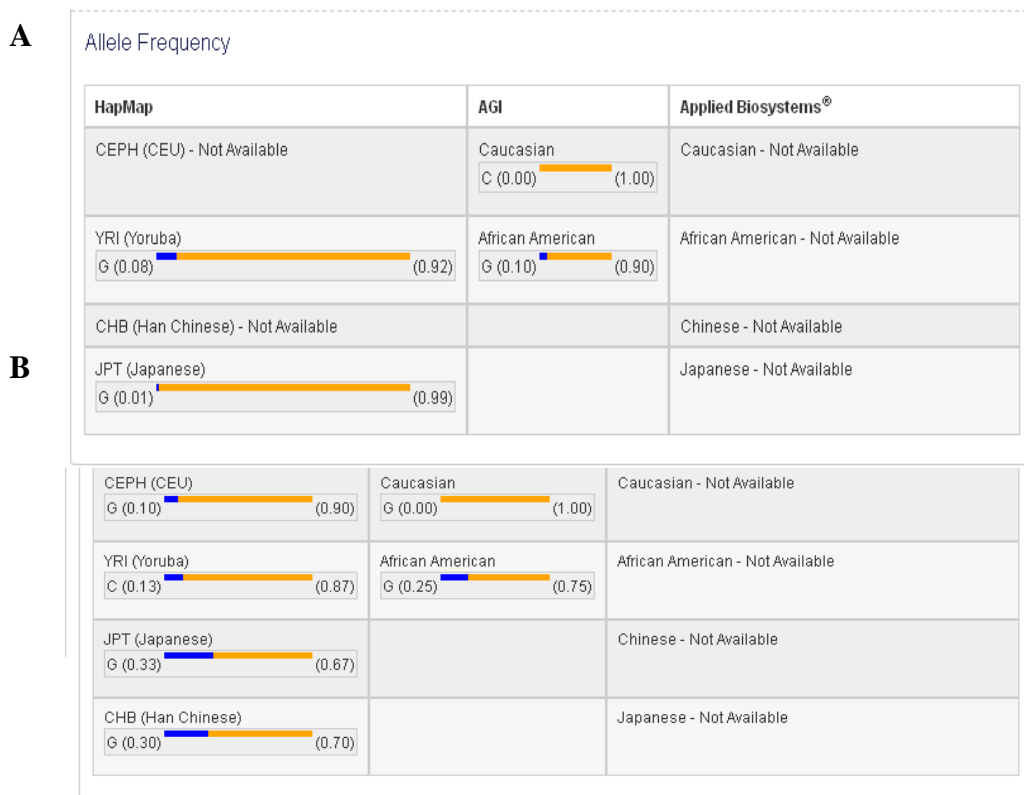 A
Allele Frequency
HapMap AGI Applied Biosystems®
CEPH (CEU) - Not Available Caucasian Caucasian - Not Available
C (0.00) (1.00)
YRI (Yoruba) African American African American - Not Available
G (0.08) (0.92) G (0.10) (0.90)
CHB (Han Chinese) - Not Available Chinese - Not Available
B
JPT (Japanese) Japanese - Not Available
G (0.01) (0.99)
CEPH (CEU) Caucasian Caucasian - Not Available
G (0.10) (0.90) G (0.00) (1.00)
YRI (Yoruba) African American African American - Not Available
C (0.13) (0.87) G (0.25) (0.75)
JPT (Japanese) Chinese - Not Available
G (0.33) (0.67)
CHB (Han Chinese) Japanese - Not Available
G (0.30) (0.70)